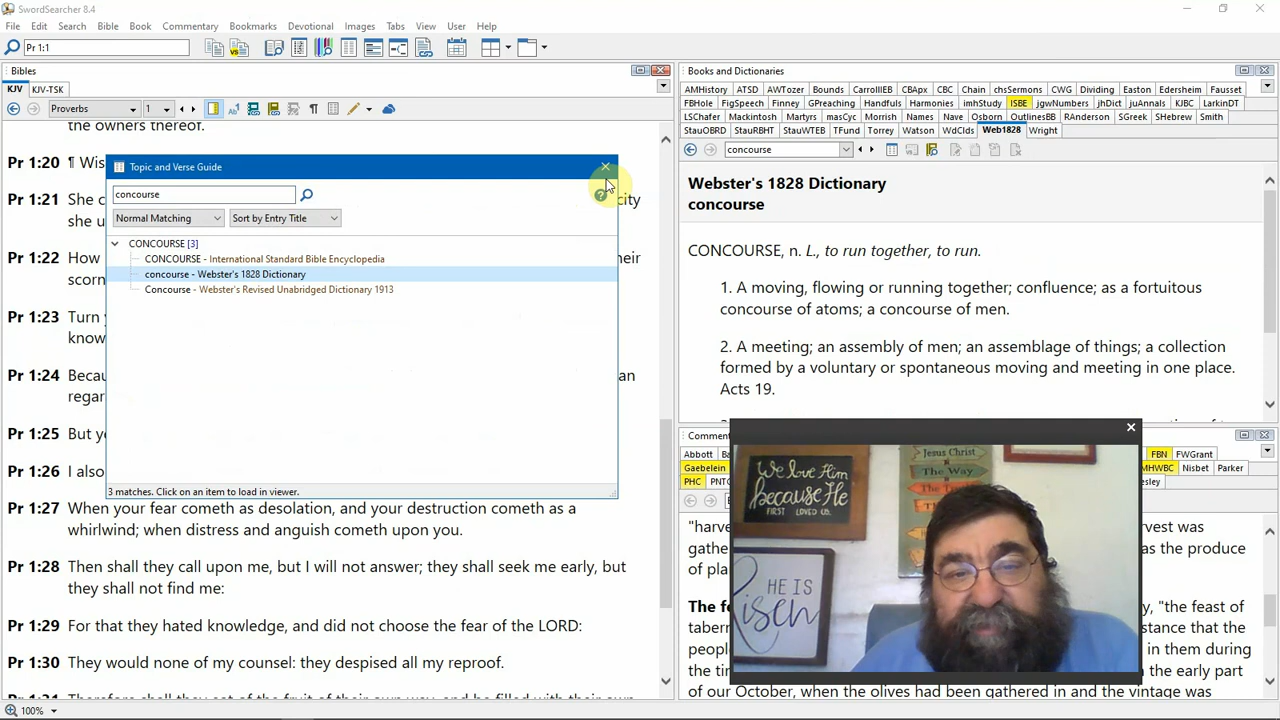 SwordSearcher 8.4
File Edit Search Bible Book Commentary Bookmarks Devotional Images Tabs View User Help
Pr 1:1
Bibles
KJV KJV-TSK
Proverbs 1
the owners thereof.
Pr 1:20 ¶ Wis
Pr 1:21 She c city
she u
Pr 1:22 How their
scorn
Pr 1:23 Turn y
know
Pr 1:24 Becau an
regar
Pr 1:25 But ye
Pr 1:26 I also
Pr 1:27 When your fear cometh as desolation, and your destruction cometh as a
whirlwind; when distress and anguish cometh upon you.
Pr 1:28 Then shall they call upon me, but I will not answer; they shall seek me early, but
they shall not find me:
Pr 1:29 For that they hated knowledge, and did not choose the fear of the LORD:
Pr 1:30 They would none of my counsel: they despised all my reproof.
100%
Topic and Verse Guide
concourse
Normal Matching Sort by Entry Title
CONCOURSE [3]
CONCOURSE - International Standard Bible Encyclopedia
concourse - Webster's 1828 Dictionary
Concourse - Webster's Revised Unabridged Dictionary 1913
3 matches. Click on an item to load in viewer.
Books and Dictionaries
AMHistory ATSD AWTozer Bounds CarrollIEB CBApx CBC Chain chsSermons CWG Dividing Easton Edersheim Fausset
FBHole FigSpeech Finney GPreaching Handfuls Harmonies imhStudy ISBE jgwNumbers jhDict juAnnals KJBC LarkinDT
LSChafer Mackintosh Martyrs masCyc Morrish Names Nave Osborn OutlinesBB RAnderson SGreek SHebrew Smith
StauOBRD StauRBHT StauWTEB TFund Torrey Watson WdClds Web1828 Wright
concourse
Webster's 1828 Dictionary
concourse
CONCOURSE, n. L., to run together, to run.
1. A moving, flowing or running together; confluence; as a fortuitous
concourse of atoms; a concourse of men.
2. A meeting; an assembly of men; an assemblage of things; a collection
formed by a voluntary or spontaneous moving and meeting in one place.
Acts 19.
Comment
Abbott Ba FBN FWGrant
Gaebelein MHWBC Nisbet Parker
PHC PNTC esley
"harve rvest was
gathe as the produce
of pla
The fe y, "the feast of
taber stance that the
people in them during
the tim the early part
of our October, when the olives had been gathered in and the vintage was
We love Him
because He
FIRST LOVED US.
Jesus Christ
The Way
HE IS
Risen